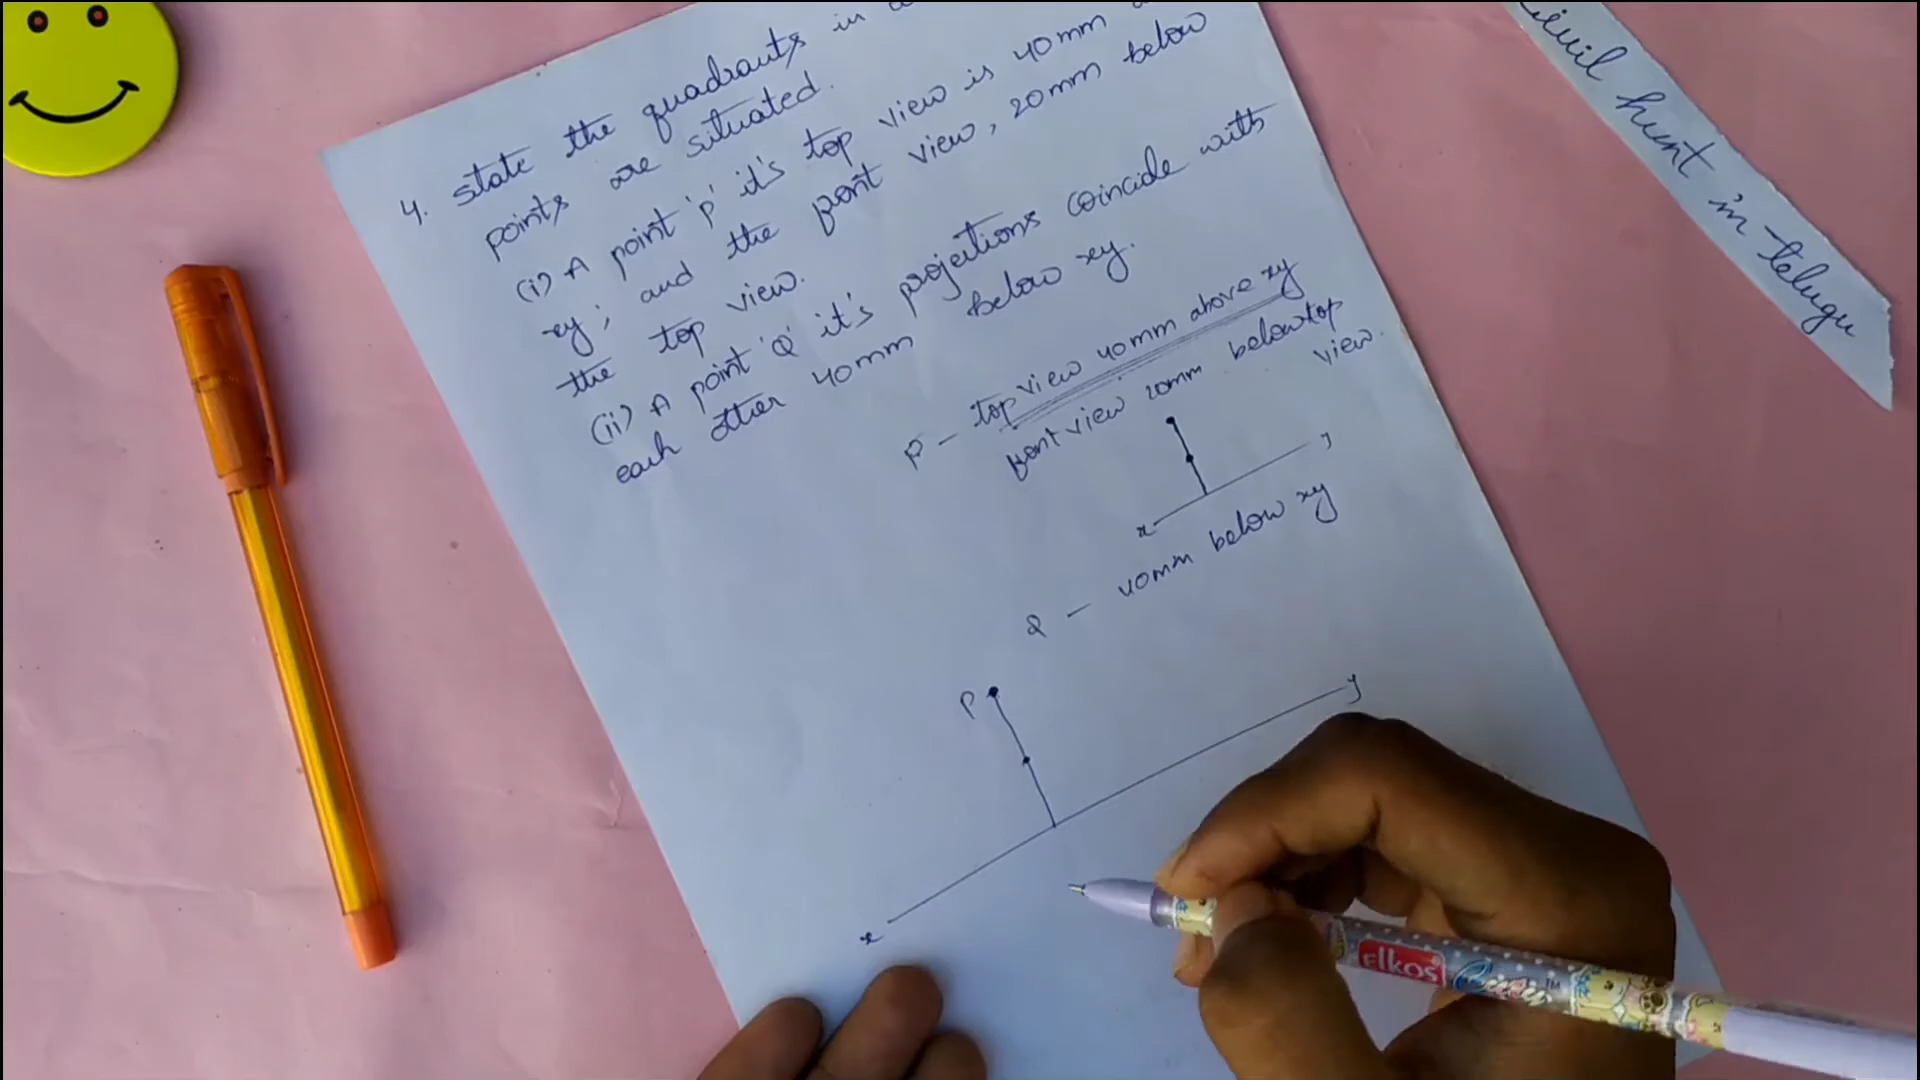 4. state the quadrants in
points are situated.
(i) A point 'P' it's top view is 40mm
xy; and the front view, 20mm below
the top view.
(ii) A point 'Q' it's projections coincide with
each other 40mm below xy.
P - top view 40mm above xy
front view 20mm below top
view.
x y
Q - 40mm below xy
P
x y
civil hunt in telugu
Elkos